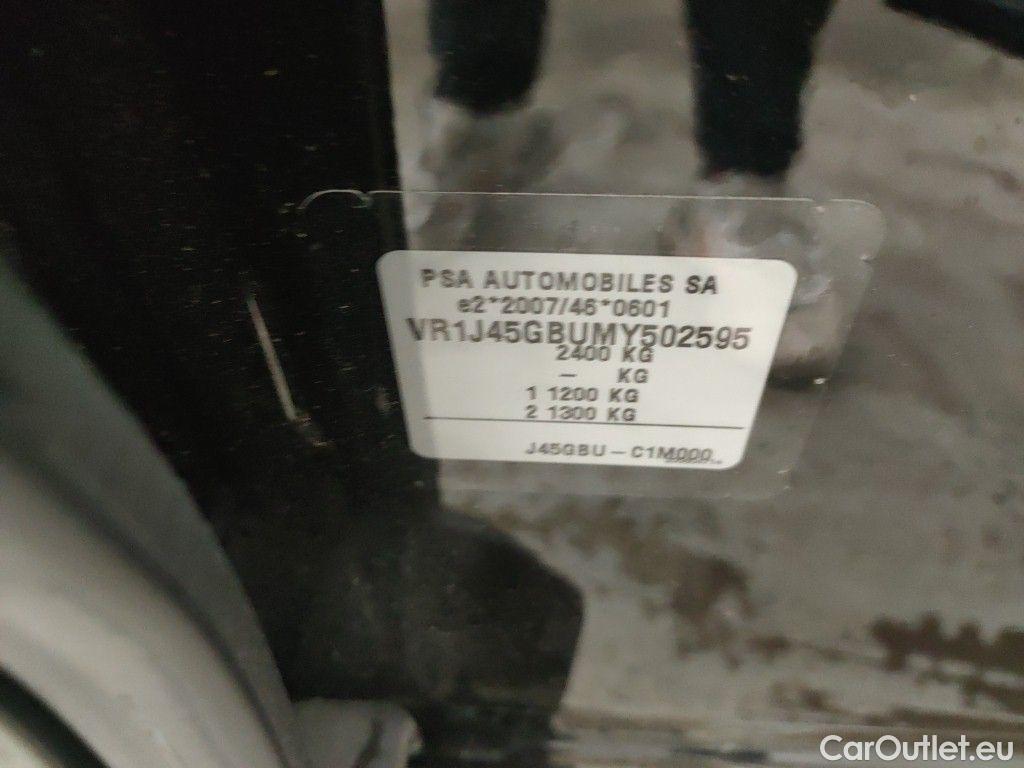 PSA AUTOMOBILES SA
e2*2007/46*0601
VR1J45GBUMY502595
2400 KG
- KG
1 1200 KG
2 1300 KG
J45GBU-C1M000
CarOutlet.eu